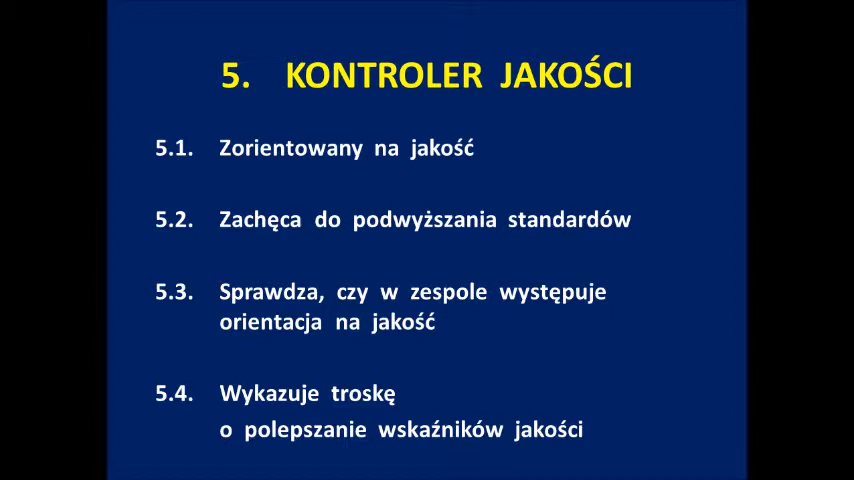 5. KONTROLER JAKOŚCI
5.1. Zorientowany na jakość
5.2. Zachęca do podwyższania standardów
5.3. Sprawdza, czy w zespole występuje
orientacja na jakość
5.4. Wykazuje troskę
o polepszanie wskaźników jakości